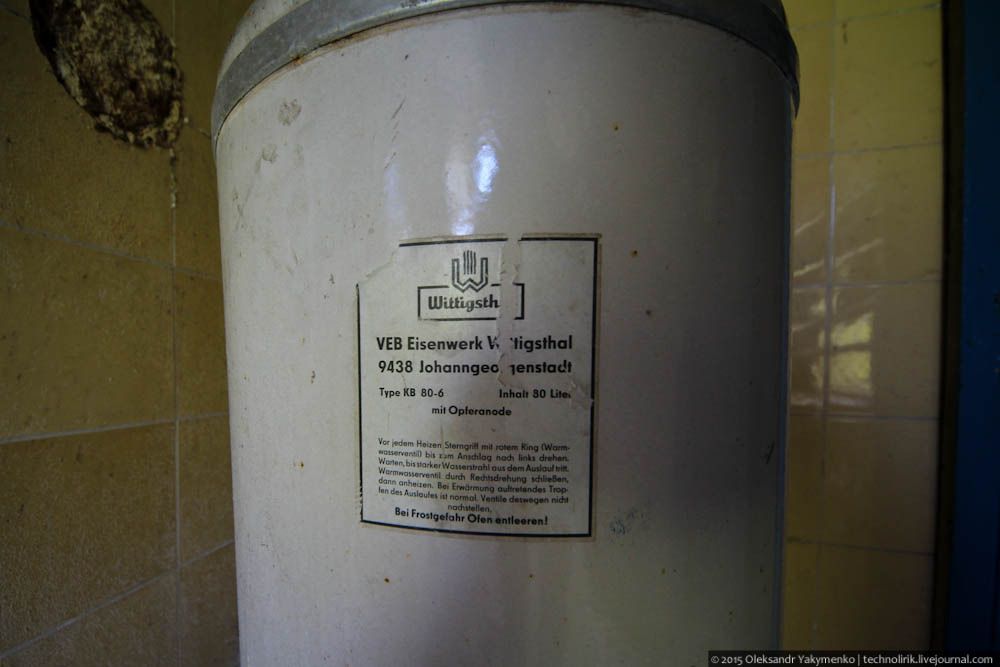 Wittigsth
VEB Eisenwerk W tigsthal
9438 Johanngeo genstadt
Type KB 80-6 Inhalt 80 Liter
mit Opferanode
Vor jedem Heizen Sterngriff mit rotem Ring (Warm-
wasserventil) bis zum Anschlag nach links drehen.
Warten, bis starker Wasserstrahl aus dem Auslauf tritt.
Warmwasserventil durch Rechtsdrehung schließen,
dann anheizen. Bei Erwärmung auftretendes Trop-
fen des Auslaufes ist normal. Ventile deswegen nicht
nachstellen.
Bei Frostgefahr Ofen entleeren!
© 2015 Oleksandr Yakymenko | technolirik.livejournal.com